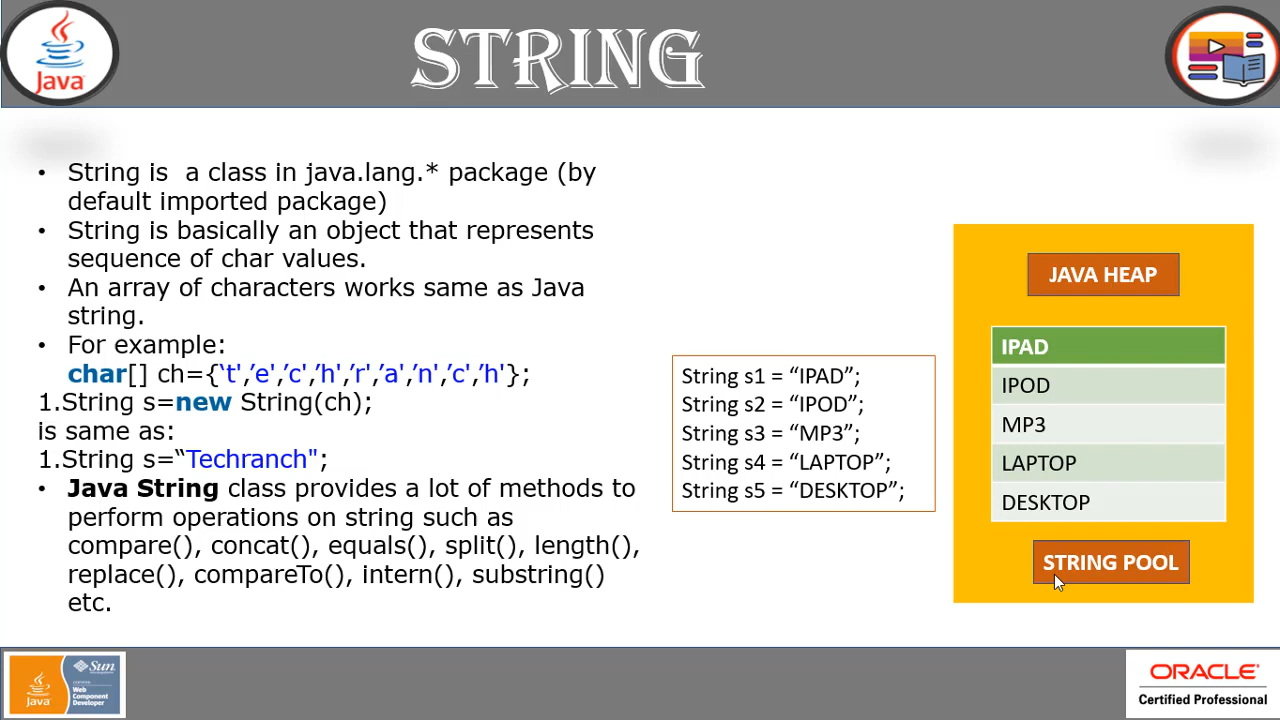 Java
STRING
• String is  a class in java.lang.* package (by
default imported package)
• String is basically an object that represents
sequence of char values.
• An array of characters works same as Java
string.
• For example:
char[] ch={‘t’,’e’,’c’,’h’,’r’,’a’,’n’,’c’,’h’};
1.String s=new String(ch);
is same as:
1.String s=“Techranch";
• Java String class provides a lot of methods to
perform operations on string such as
compare(), concat(), equals(), split(), length(),
replace(), compareTo(), intern(), substring()
etc.
String s1 = “IPAD”;
String s2 = “IPOD”;
String s3 = “MP3”;
String s4 = “LAPTOP”;
String s5 = “DESKTOP”;
JAVA HEAP
IPAD
IPOD
MP3
LAPTOP
DESKTOP
STRING POOL
Java
Sun
Web
Component
Developer
ORACLE
Certified Professional